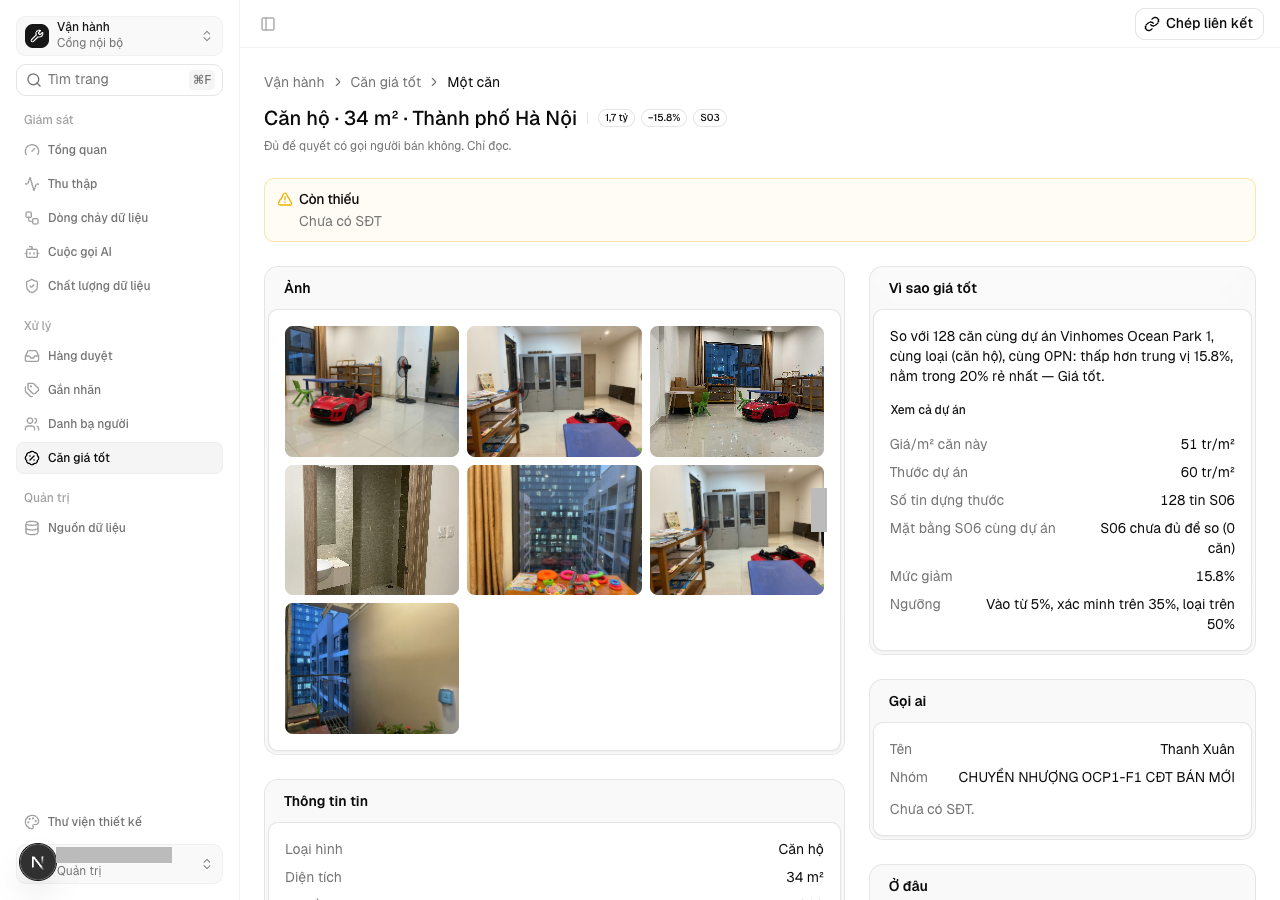 Vận hành
Cổng nội bộ
Tìm trang
⌘F
Giám sát
Tổng quan
Thu thập
Dòng chảy dữ liệu
Cuộc gọi AI
Chất lượng dữ liệu
Xử lý
Hàng duyệt
Gắn nhãn
Danh bạ người
Căn giá tốt
Quản trị
Nguồn dữ liệu
Thư viện thiết kế
N
Quản trị
Chép liên kết
Vận hành > Căn giá tốt > Một căn
Căn hộ · 34 m² · Thành phố Hà Nội
1,7 tỷ
−15.8%
S03
Đủ để quyết có gọi người bán không. Chỉ đọc.
Còn thiếu
Chưa có SĐT
Ảnh
Thông tin tin
Loại hình
Căn hộ
Diện tích
34 m²
Vì sao giá tốt
So với 128 căn cùng dự án Vinhomes Ocean Park 1,
cùng loại (căn hộ), cùng 0PN: thấp hơn trung vị 15.8%,
nằm trong 20% rẻ nhất — Giá tốt.
Xem cả dự án
Giá/m² căn này
51 tr/m²
Thước dự án
60 tr/m²
Số tin dựng thước
128 tin S06
Mặt bằng S06 cùng dự án
S06 chưa đủ để so (0
căn)
Mức giảm
15.8%
Ngưỡng
Vào từ 5%, xác minh trên 35%, loại trên
50%
Gọi ai
Tên
Thanh Xuân
Nhóm
CHUYỂN NHƯỢNG OCP1-F1 CĐT BÁN MỚI
Chưa có SĐT.
Ở đâu